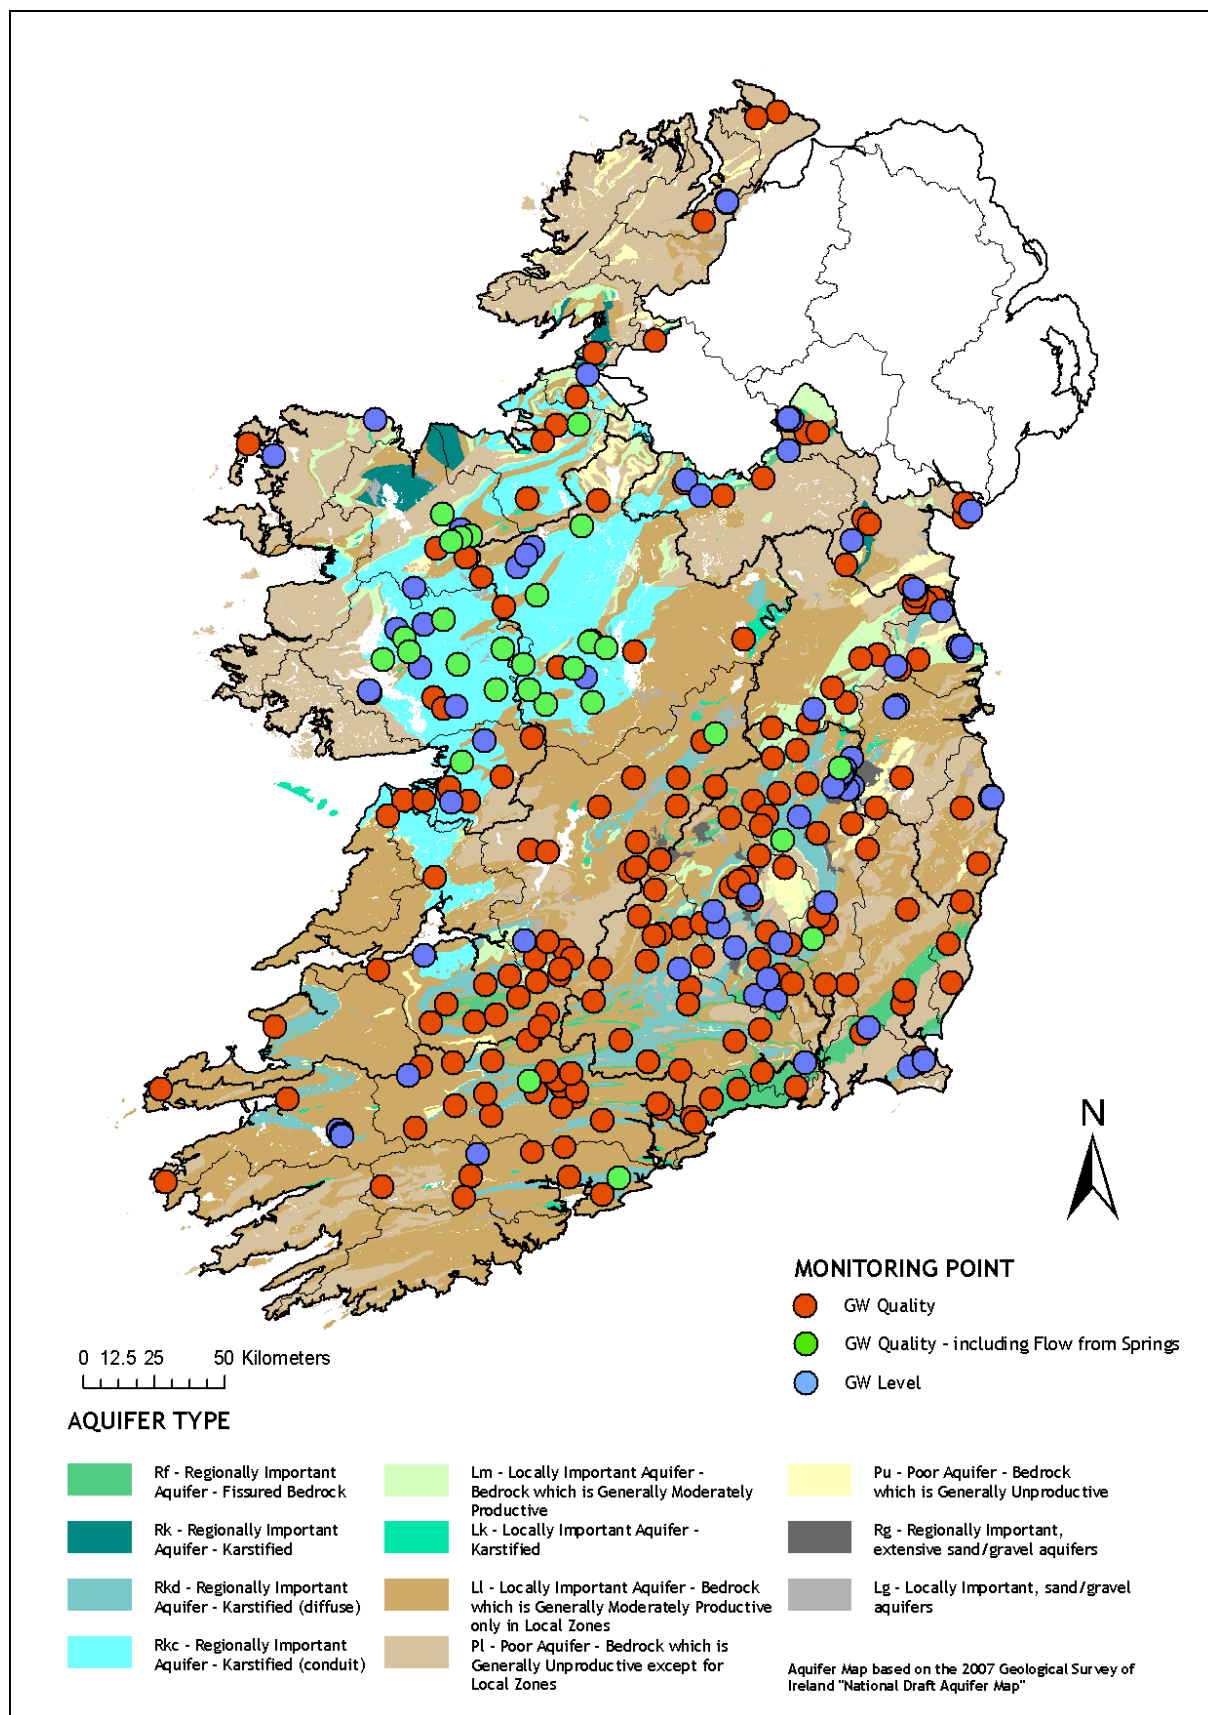 N
MONITORING POINT
GW Quality
GW Quality - including Flow from Springs
GW Level
0 12.5 25 50 Kilometers
AQUIFER TYPE
Rf - Regionally Important
Aquifer - Fissured Bedrock
Rk - Regionally Important
Aquifer - Karstified
Rkd - Regionally Important
Aquifer - Karstified (diffuse)
Rkc - Regionally Important
Aquifer - Karstified (conduit)
Lm - Locally Important Aquifer -
Bedrock which is Generally Moderately
Productive
Lk - Locally Important Aquifer -
Karstified
Ll - Locally Important Aquifer - Bedrock
which is Generally Moderately Productive
only in Local Zones
Pl - Poor Aquifer - Bedrock which is
Generally Unproductive except for
Local Zones
Pu - Poor Aquifer - Bedrock
which is Generally Unproductive
Rg - Regionally Important,
extensive sand/gravel aquifers
Lg - Locally Important, sand/gravel
aquifers
Aquifer Map based on the 2007 Geological Survey of
Ireland "National Draft Aquifer Map"